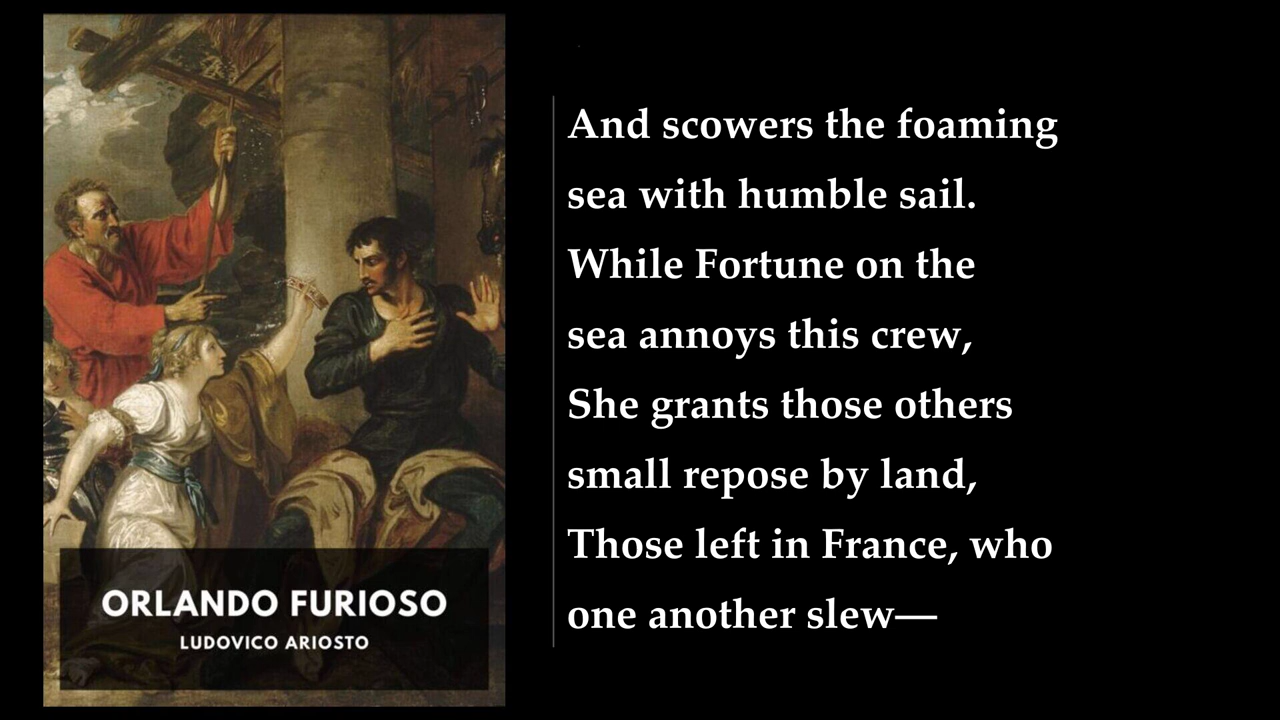 ORLANDO FURIOSO
LUDOVICO ARIOSTO
And scowers the foaming
sea with humble sail.
While Fortune on the
sea annoys this crew,
She grants those others
small repose by land,
Those left in France, who
one another slew—